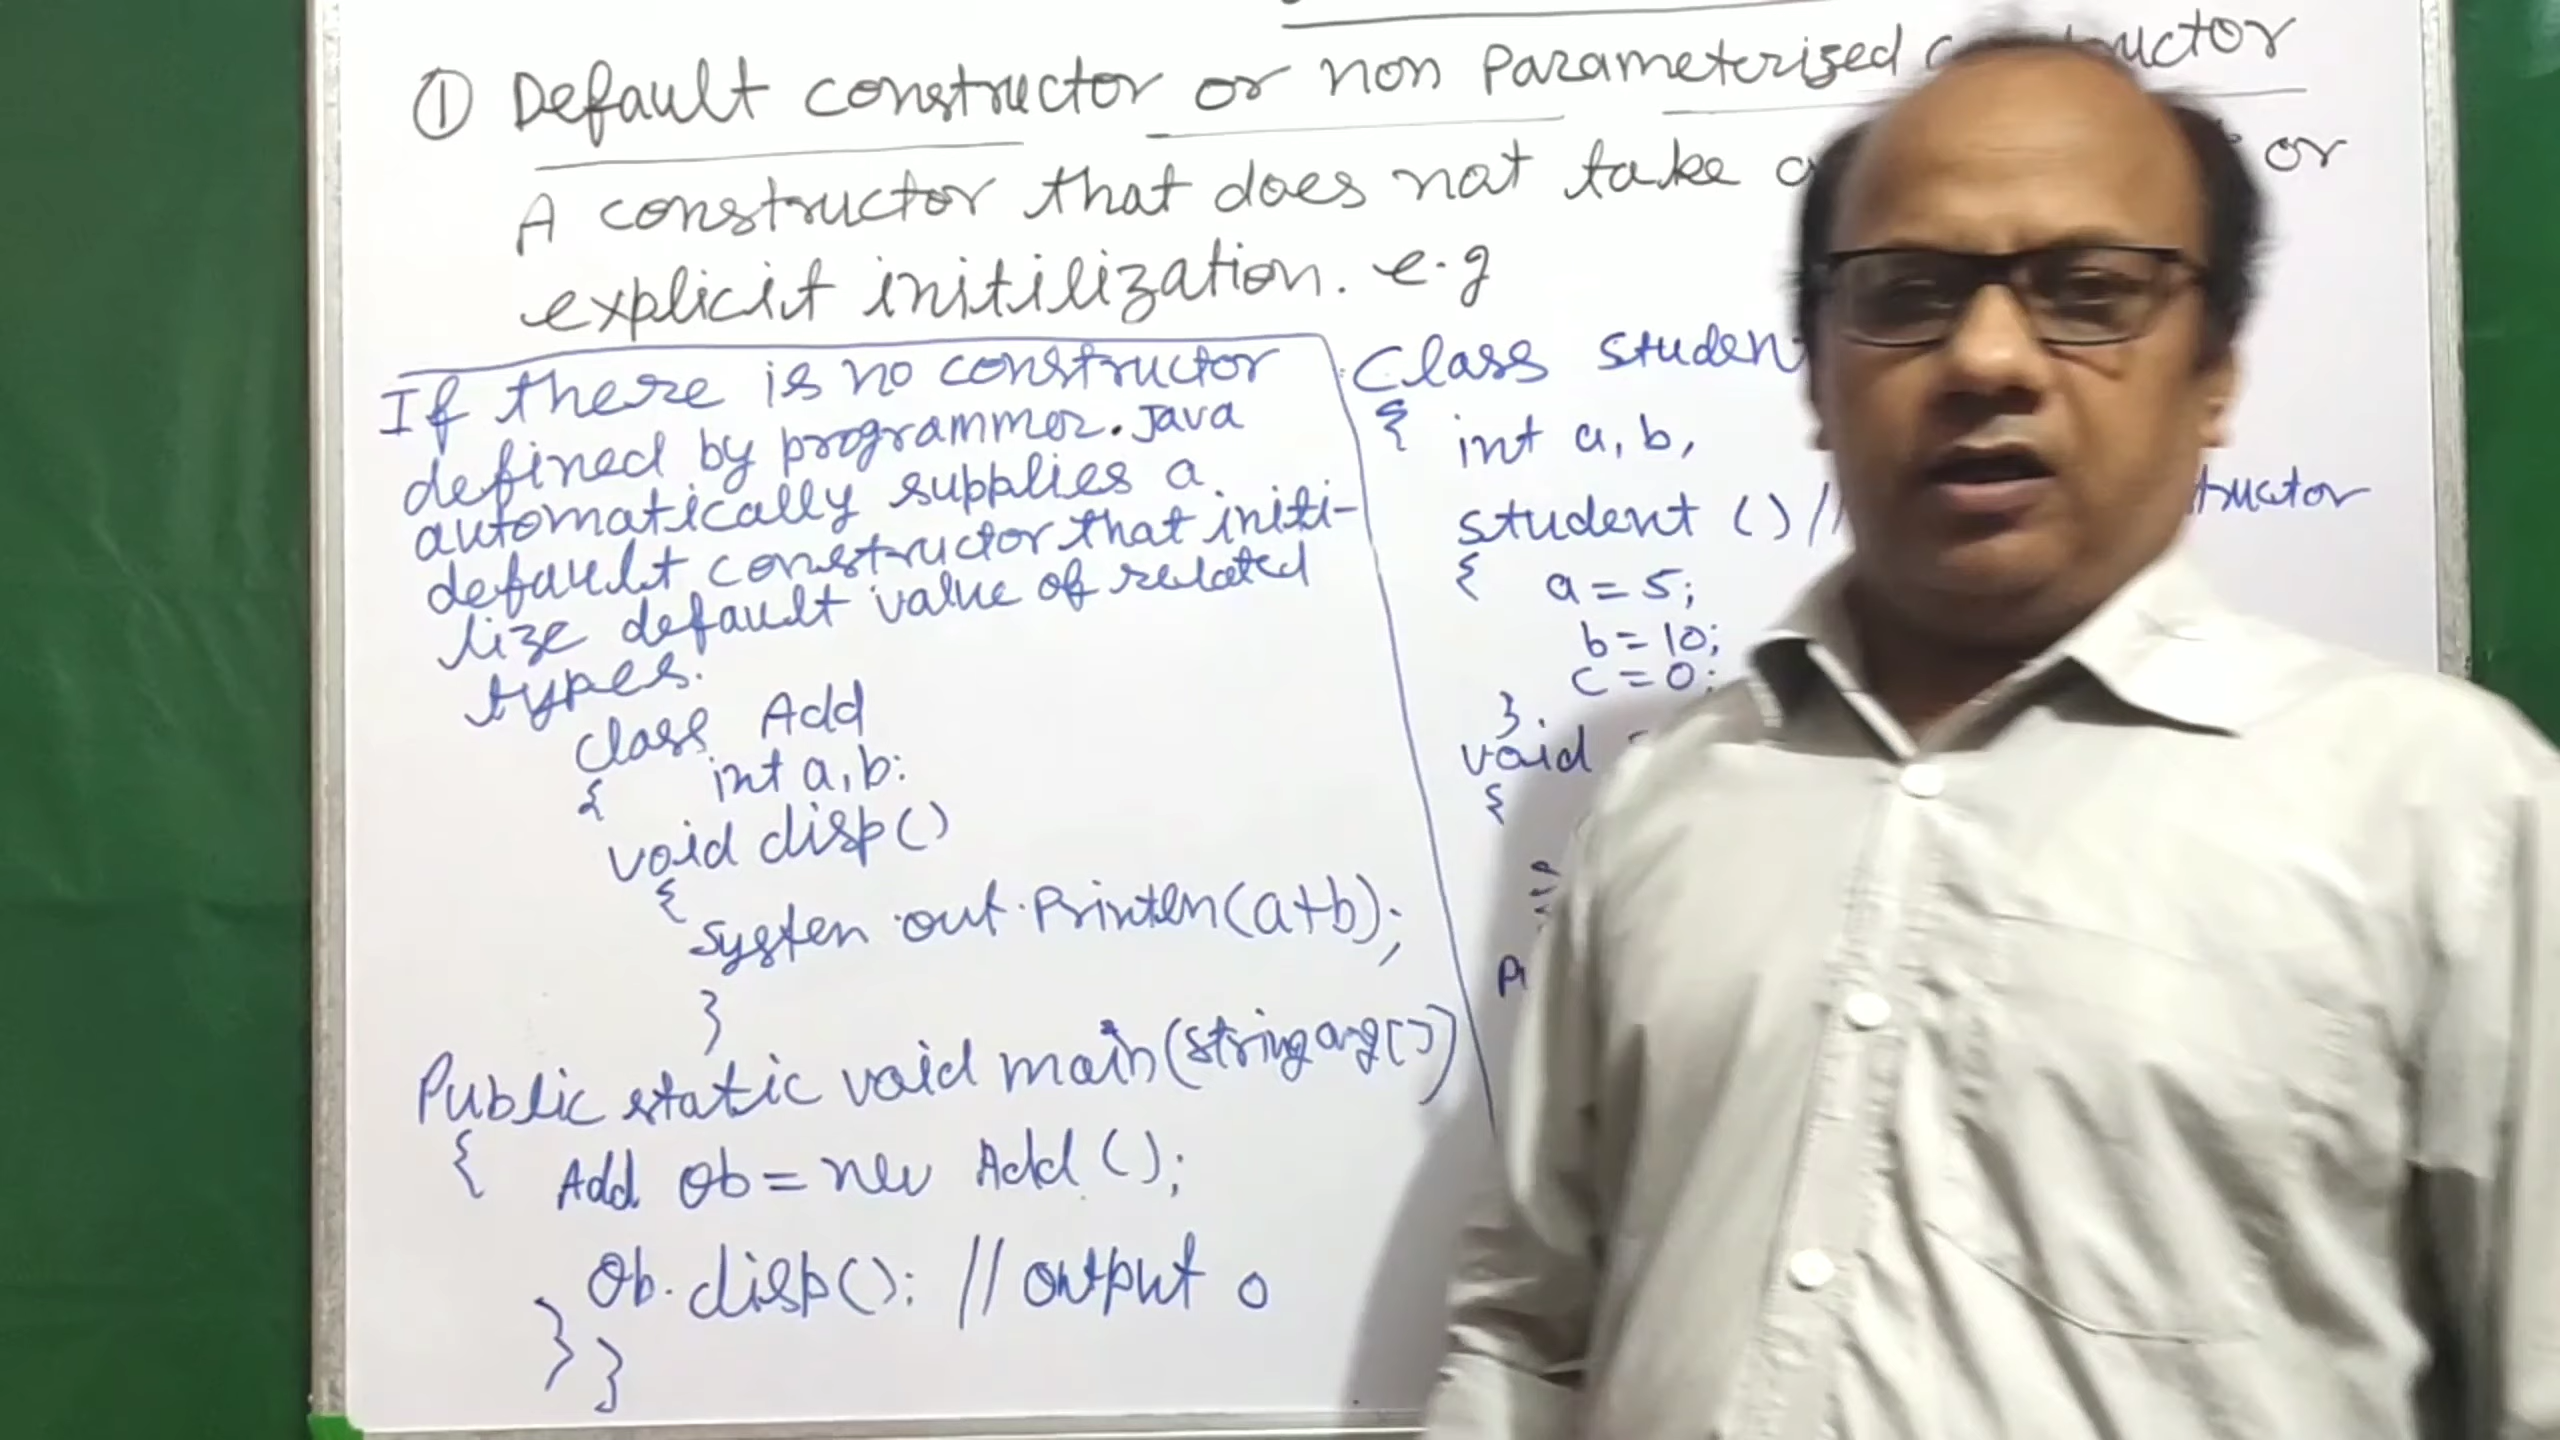 ① Default constructor or non Parameterized
A constructor that does not take or
explicit initilization. e.g
If there is no constructor
defined by programmer. Java
automatically supplies a
default constructor that initi-
lize default value of related
types.
class Add
{ int a,b:
void disp()
{
systen.out.Println(a+b);
}
Public static void main(string arg[])
{ Add Ob = new Add ();
Ob.disp(): // output 0
} }
Class
{ int a, b,
student () //
{ a = 5;
b = 10;
c = 0;
}
void
{